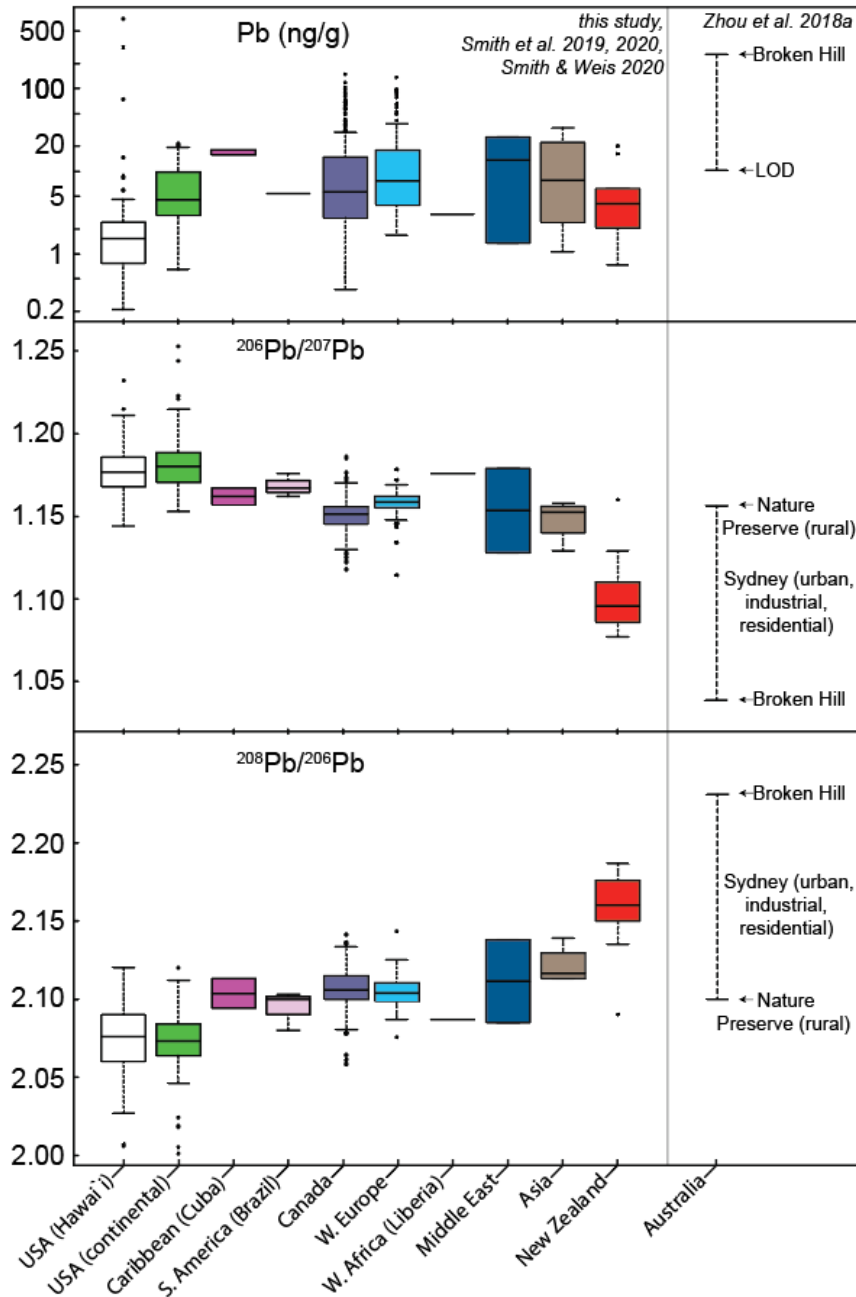 Pb (ng/g)
this study,
Smith et al. 2019, 2020,
Smith & Weis 2020
Zhou et al. 2018a
500
100
20
5
1
0.2
Broken Hill
LOD
²⁰⁶Pb/²⁰⁷Pb
1.25
1.20
1.15
1.10
1.05
Nature
Preserve (rural)
Sydney (urban,
industrial,
residential)
Broken Hill
²⁰⁸Pb/²⁰⁶Pb
2.25
2.20
2.15
2.10
2.05
2.00
Broken Hill
Sydney (urban,
industrial,
residential)
Nature
Preserve (rural)
USA (Hawai`i)
USA (continental)
Caribbean (Cuba)
S. America (Brazil)
Canada
W. Europe
W. Africa (Liberia)
Middle East
Asia
New Zealand
Australia